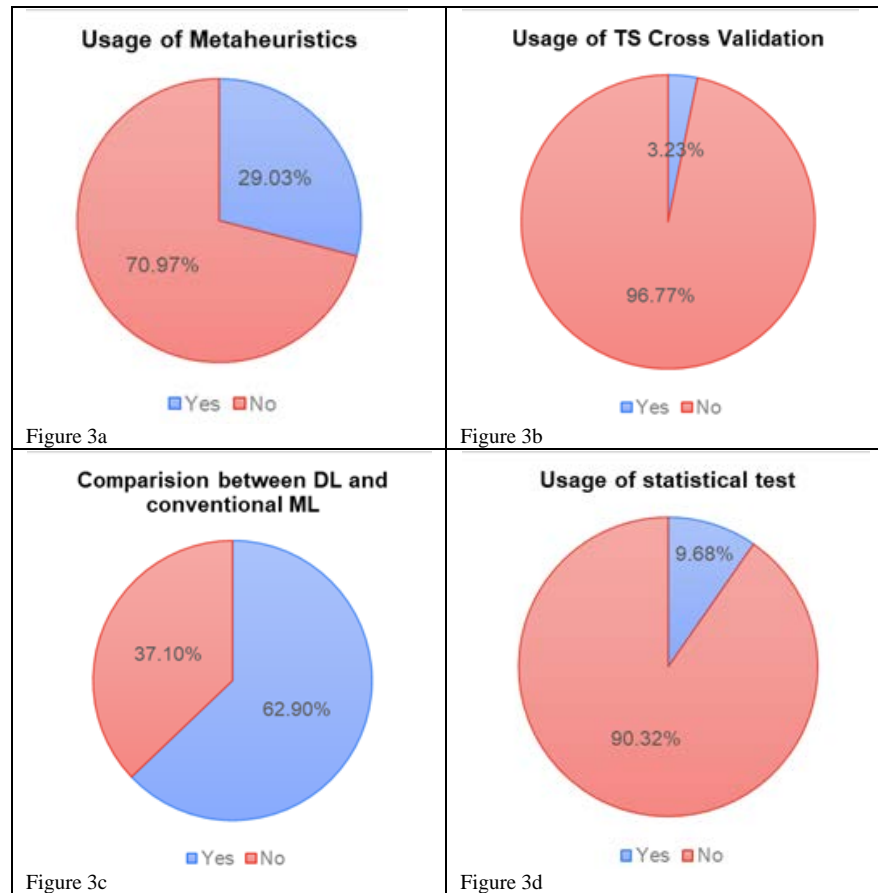 Usage of Metaheuristics
29.03%
70.97%
Yes No
Figure 3a
Usage of TS Cross Validation
3.23%
96.77%
Yes No
Figure 3b
Comparision between DL and
conventional ML
37.10%
62.90%
Yes No
Figure 3c
Usage of statistical test
9.68%
90.32%
Yes No
Figure 3d